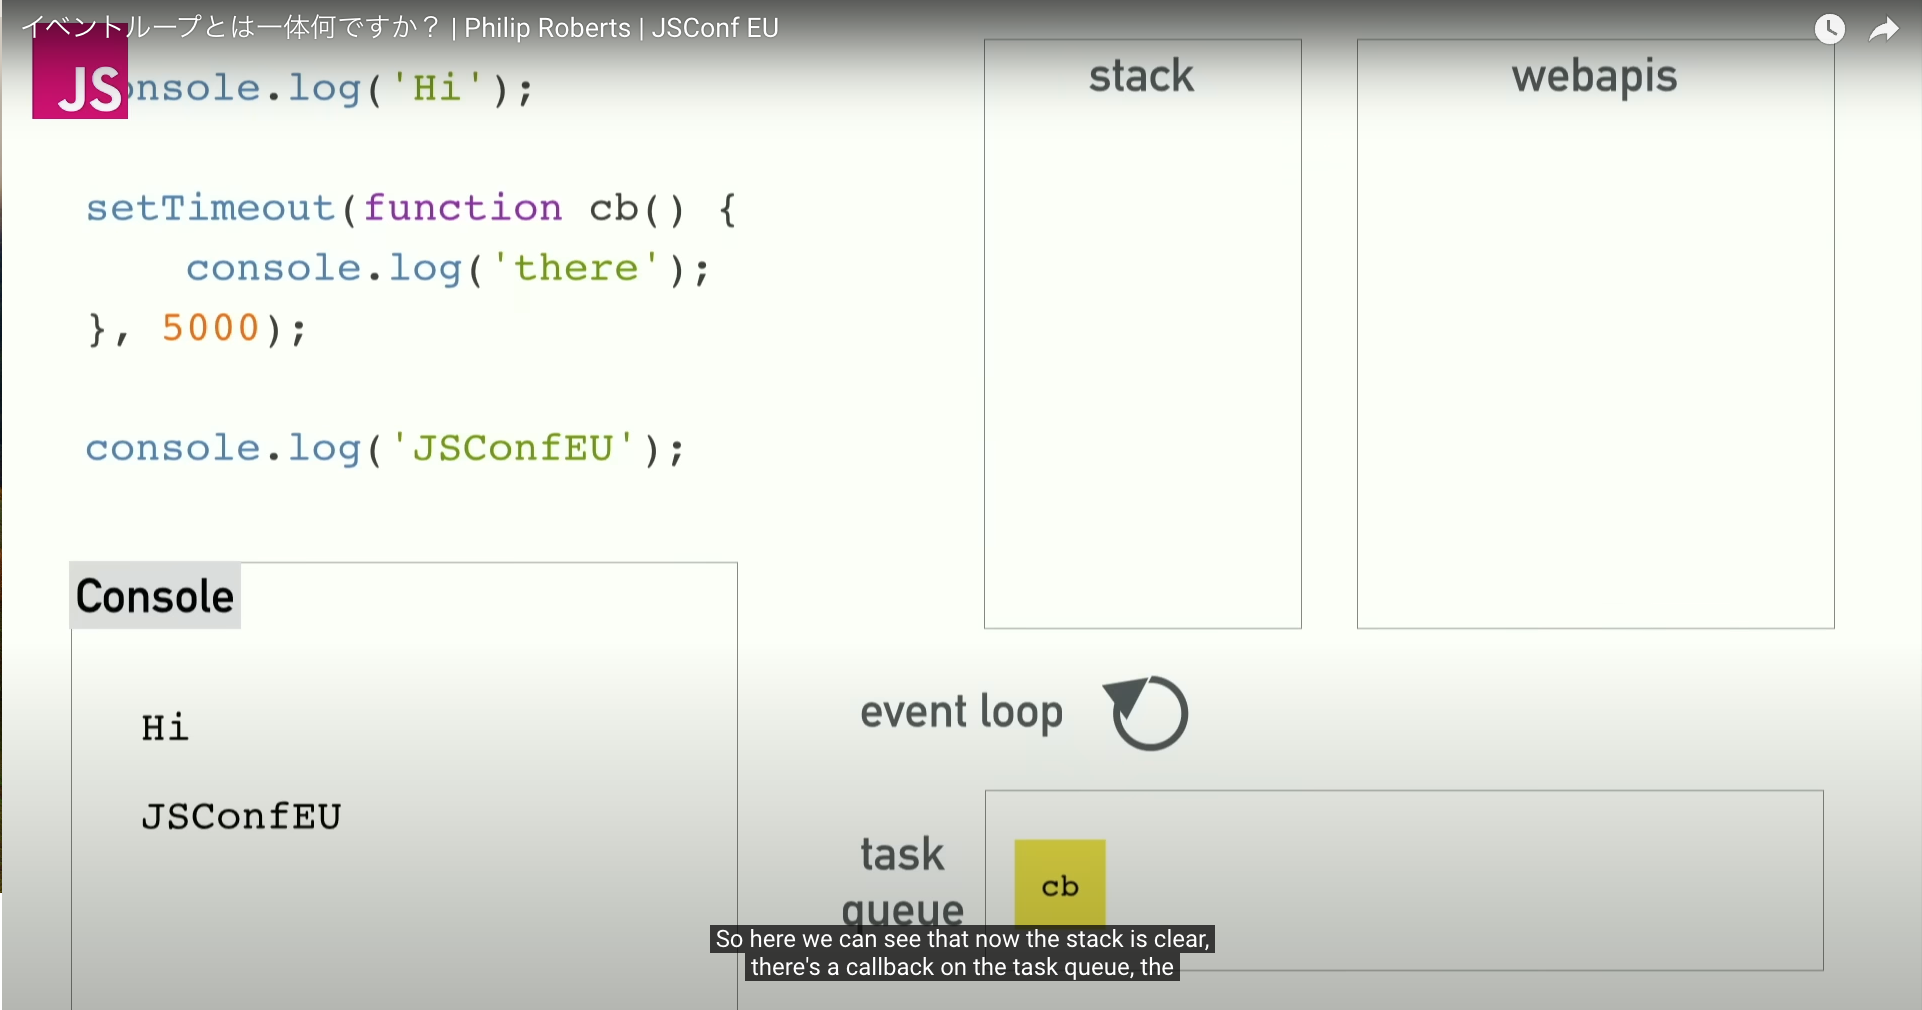 イベントループとは一体何ですか？ | Philip Roberts | JSConf EU
JS
onsole.log('Hi');
setTimeout(function cb() {
console.log('there');
}, 5000);
console.log('JSConfEU');
Console
Hi
JSConfEU
stack
webapis
event loop
task
queue
cb
So here we can see that now the stack is clear,
there's a callback on the task queue, the